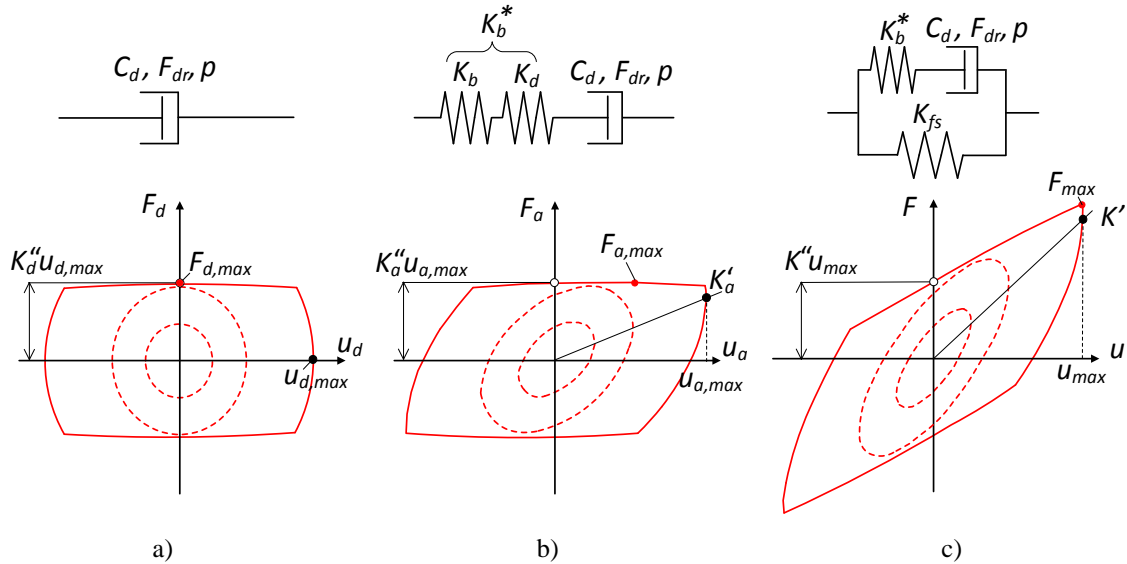 C_d, F_dr, p
F_d
K_d“u_d,max
F_d,max
u_d
u_d,max
a)
K_b*
K_b K_d C_d, F_dr, p
F_a
K_a“u_a,max
F_a,max
K_a‘
u_a
u_a,max
b)
K_b* C_d, F_dr, p
K_fs
F
F_max
K’
K“u_max
u
u_max
c)